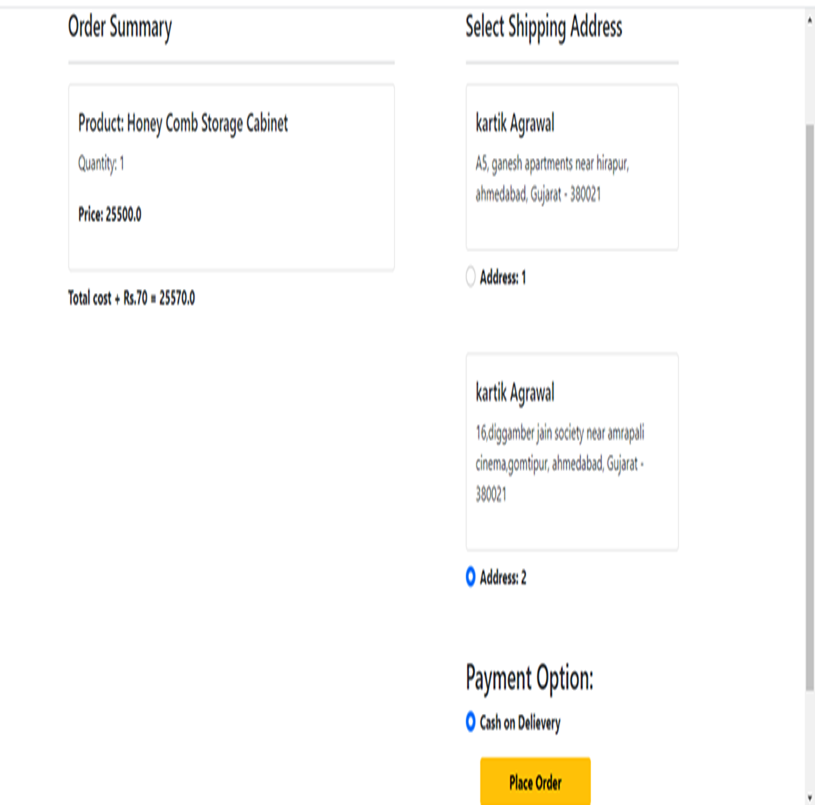 Order Summary
Product: Honey Comb Storage Cabinet
Quantity: 1
Price: 25500.0
Total cost + Rs.70 = 25570.0
Select Shipping Address
kartik Agrawal
A5, ganesh apartments near hirapur,
ahmedabad, Gujarat - 380021
Address: 1
kartik Agrawal
16,diggamber jain society near amrapali
cinema,gomtipur, ahmedabad, Gujarat -
380021
Address: 2
Payment Option:
Cash on Delievery
Place Order